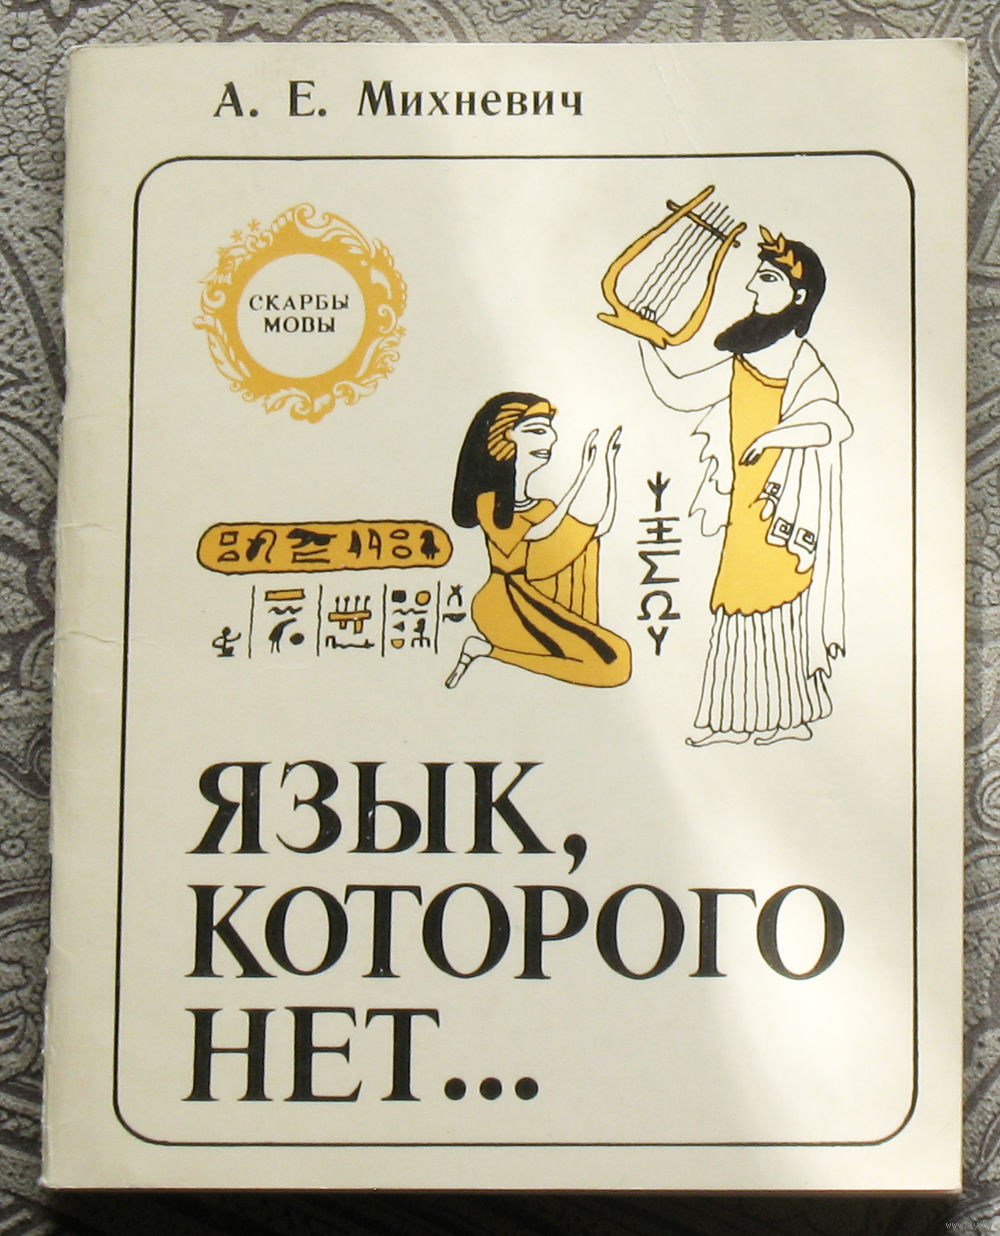 А. Е. Михневич
СКАРБЫ
МОВЫ
ЯЗЫК,
КОТОРОГО
НЕТ...